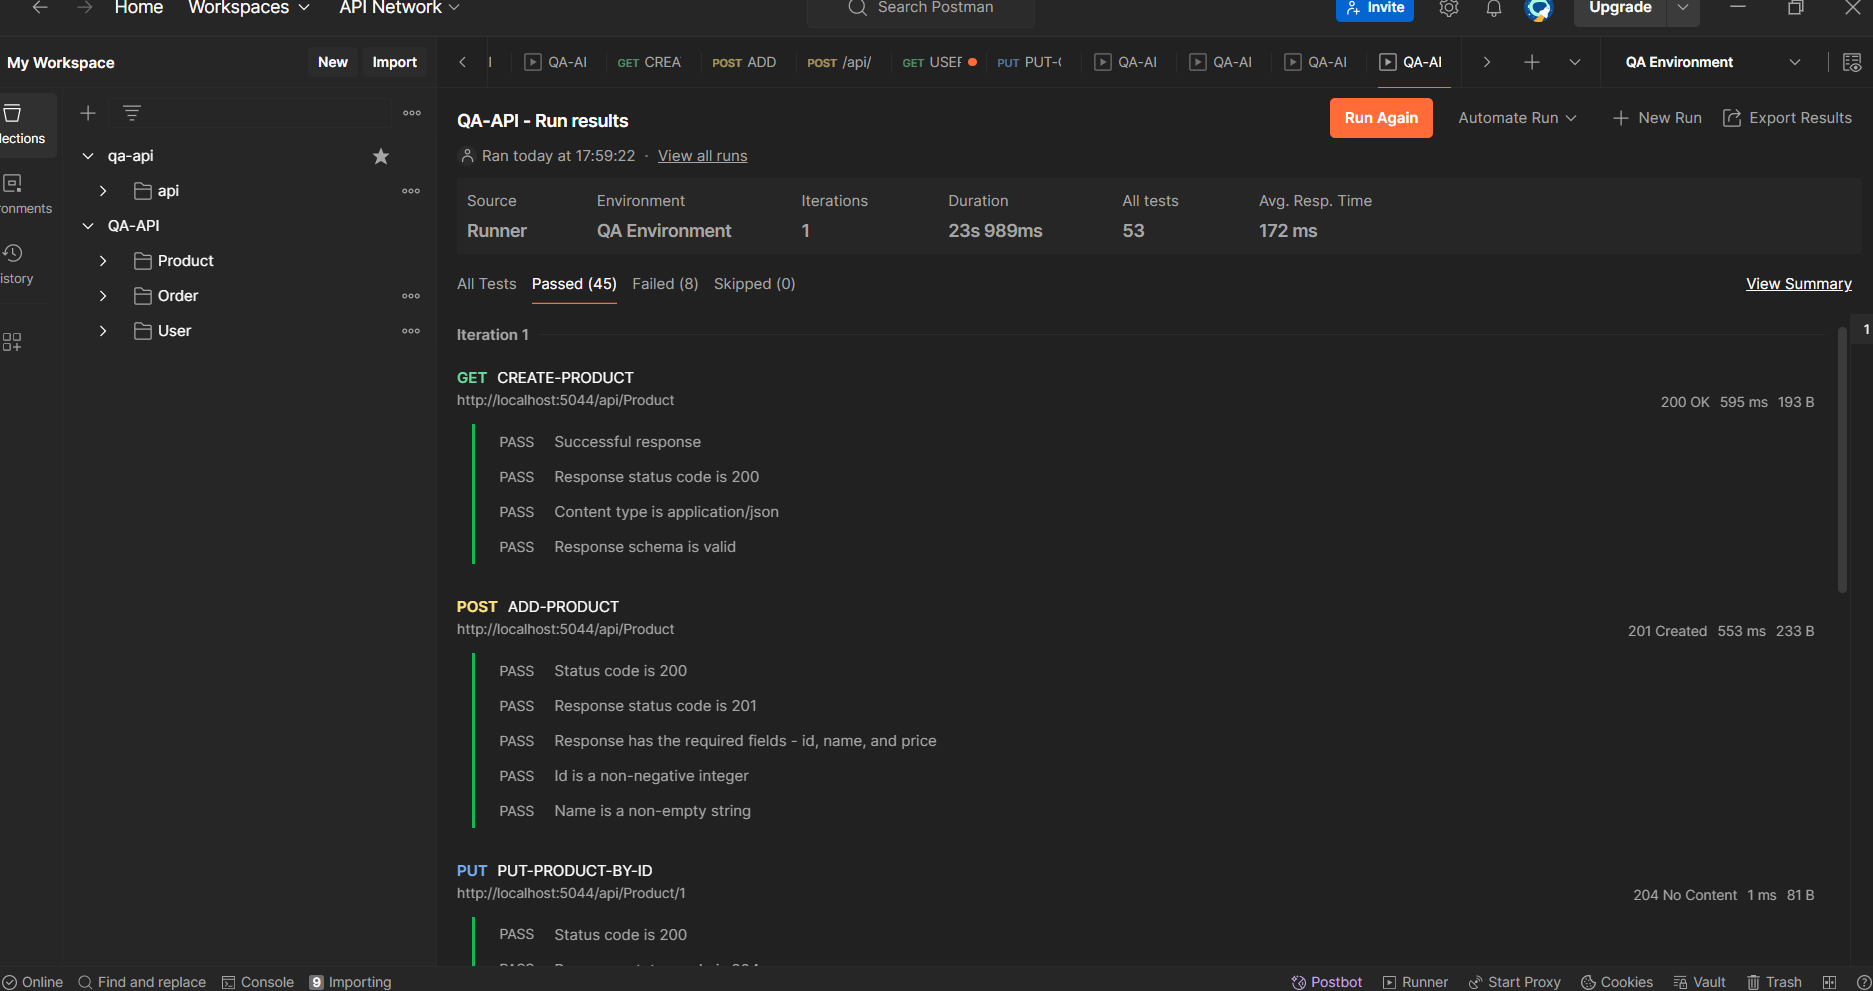 Home Workspaces API Network Search Postman Invite Upgrade
My Workspace New Import
QA-AI GET CREA POST ADD POST /api/ GET USER PUT PUT-( QA-AI QA-AI QA-AI QA-AI QA Environment
lections
ronments
istory
qa-api
api
QA-API
Product
Order
User
QA-API - Run results
Run Again Automate Run New Run Export Results
Ran today at 17:59:22 · View all runs
Source Environment Iterations Duration All tests Avg. Resp. Time
Runner QA Environment 1 23s 989ms 53 172 ms
All Tests Passed (45) Failed (8) Skipped (0) View Summary
Iteration 1
1
GET CREATE-PRODUCT
http://localhost:5044/api/Product
200 OK 595 ms 193 B
PASS Successful response
PASS Response status code is 200
PASS Content type is application/json
PASS Response schema is valid
POST ADD-PRODUCT
http://localhost:5044/api/Product
201 Created 553 ms 233 B
PASS Status code is 200
PASS Response status code is 201
PASS Response has the required fields - id, name, and price
PASS Id is a non-negative integer
PASS Name is a non-empty string
PUT PUT-PRODUCT-BY-ID
http://localhost:5044/api/Product/1
204 No Content 1 ms 81 B
PASS Status code is 200
Online Find and replace Console 9 Importing Postbot Runner Start Proxy Cookies Vault Trash